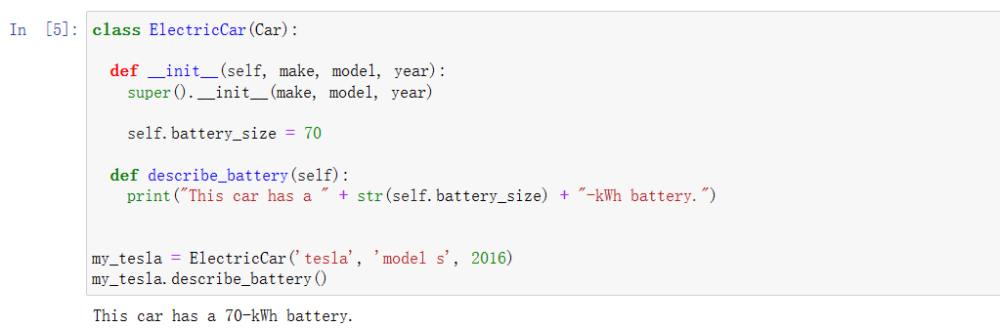 In [5]: class ElectricCar(Car):
def __init__(self, make, model, year):
super().__init__(make, model, year)
self.battery_size = 70
def describe_battery(self):
print("This car has a " + str(self.battery_size) + "-kWh battery.")
my_tesla = ElectricCar('tesla', 'model s', 2016)
my_tesla.describe_battery()
This car has a 70-kWh battery.